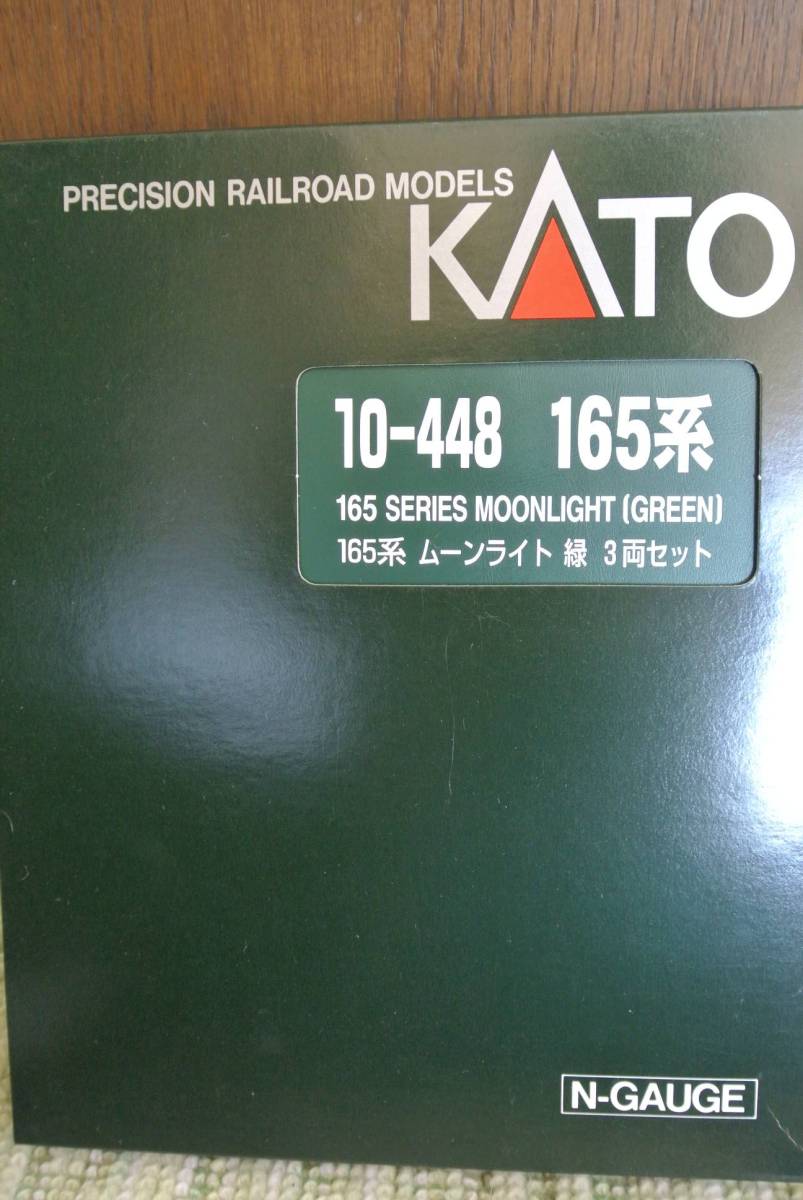 PRECISION RAILROAD MODELS
KATO
10-448 165系
165 SERIES MOONLIGHT (GREEN)
165系 ムーンライト 緑 3両セット
N-GAUGE